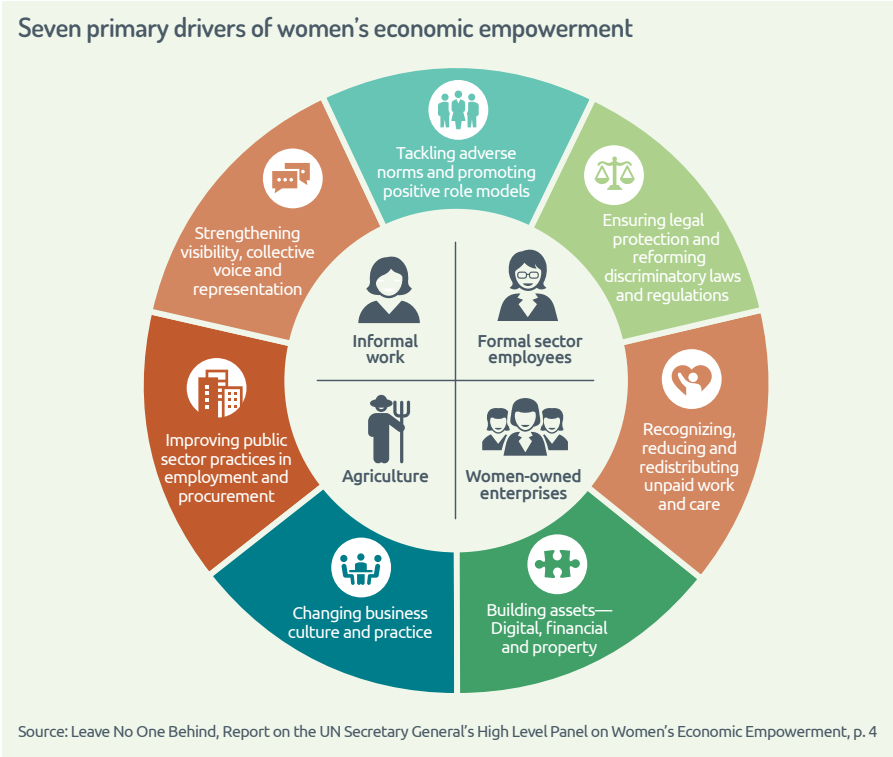 Seven primary drivers of women’s economic empowerment
Tackling adverse
norms and promoting
positive role models
Ensuring legal
protection and
reforming
discriminatory laws
and regulations
Recognizing,
reducing and
redistributing
unpaid work
and care
Building assets—
Digital, financial
and property
Changing business
culture and practice
Improving public
sector practices in
employment and
procurement
Strengthening
visibility, collective
voice and
representation
Informal
work
Formal sector
employees
Agriculture
Women-owned
enterprises
Source: Leave No One Behind, Report on the UN Secretary General’s High Level Panel on Women’s Economic Empowerment, p. 4